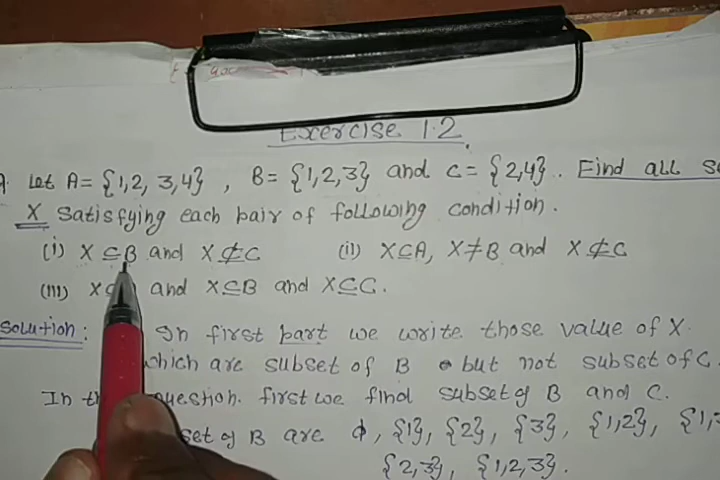 Exercise 1.2
Let A = {1,2, 3,4} , B = {1,2,3} and C = {2,4}. Find all
X Satisfying each pair of following condition.
(i) X ⊆ B and X ⊄ C (ii) X ⊆ A, X ≠ B and X ⊄ C
(iii) X and X ⊆ B and X ⊆ C.
Solution: In first part we write those value of X
which are subset of B but not subset of C.
In question. first we find subset of B and C.
of B are ϕ, {1}, {2}, {3}, {1,2},
{2,3}, {1,2,3}.